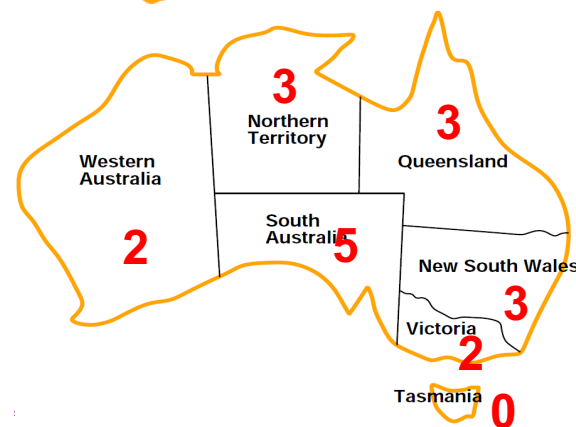 3
Northern
Territory
3
Queensland
Western
Australia
2
South
Australia
5
New South Wales
3
Victoria
2
Tasmania
0